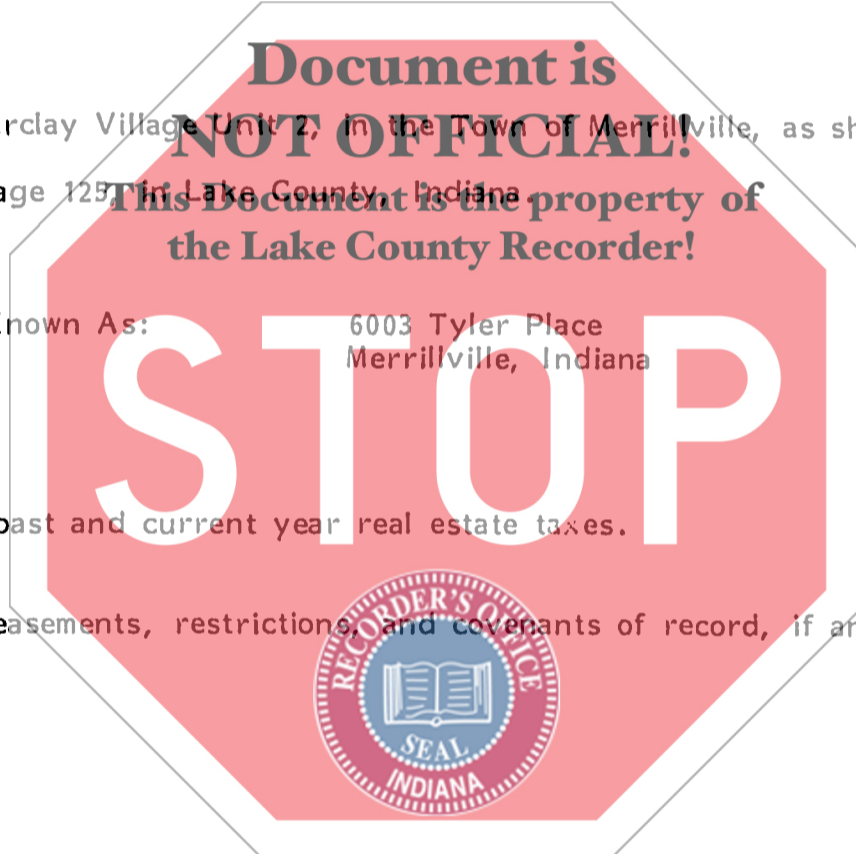 Document is
rclay Village Unit 2, in the Town of Merrillville, as sh
NOT OFFICIAL!
age 125, in Lake County, Indiana.
This Document is the property of
the Lake County Recorder!
nown As: 6003 Tyler Place
Merrillville, Indiana
STOP
past and current year real estate taxes.
RECORDER'S OFFICE
easements, restrictions, and covenants of record, if an
SEAL
INDIANA